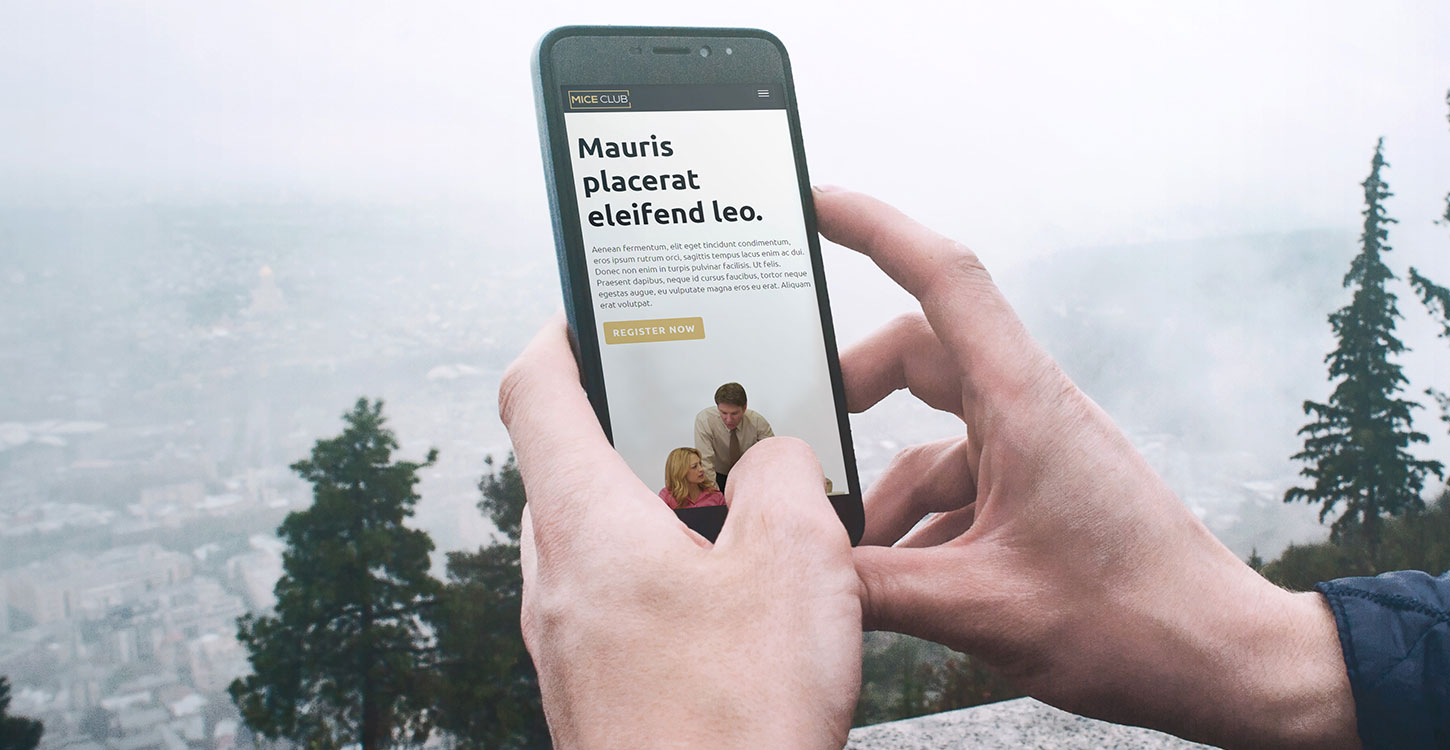 MICE CLUB
Mauris
placerat
eleifend leo.
Aenean fermentum, elit eget tincidunt condimentum,
eros ipsum rutrum orci, sagittis tempus lacus enim ac dui.
Donec non enim in turpis pulvinar facilisis. Ut felis.
Praesent dapibus, neque id cursus faucibus, tortor neque
egestas augue, eu vulputate magna eros eu erat. Aliquam
erat volutpat.
REGISTER NOW